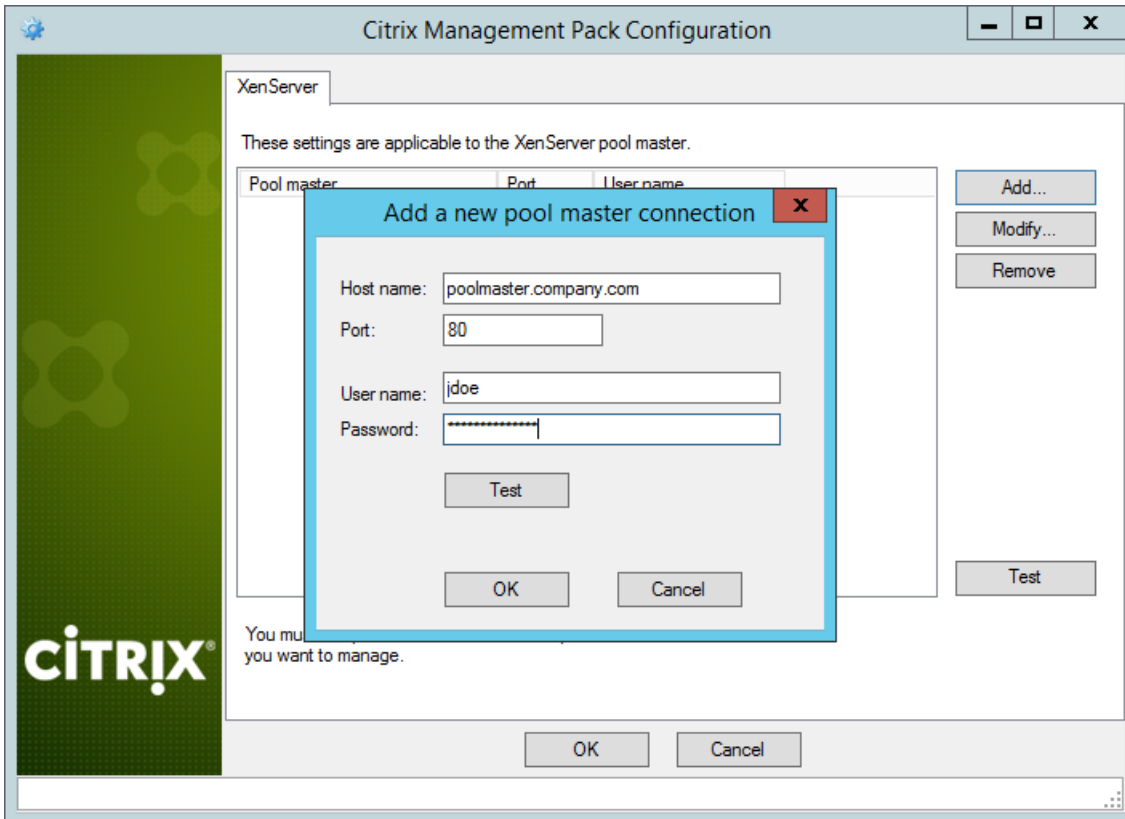 Citrix Management Pack Configuration
XenServer
These settings are applicable to the XenServer pool master.
Pool master Port User name
Add...
Modify...
Remove
Add a new pool master connection
x
Host name: poolmaster.company.com
Port: 80
User name: jdoe
Password: **************
Test
OK Cancel
Test
You mu
you want to manage.
CITRIX®
OK Cancel